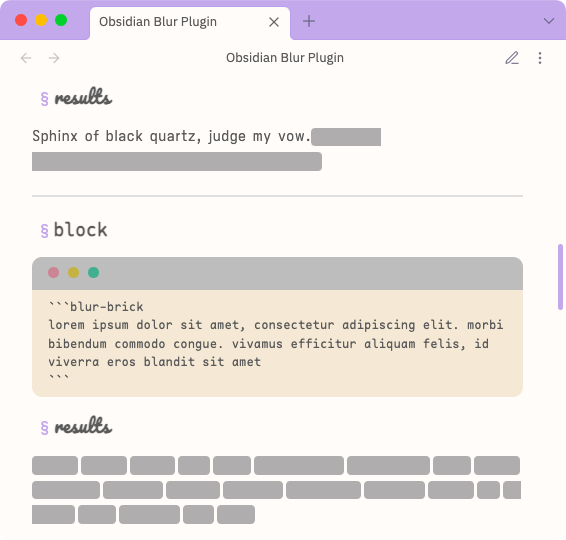 Obsidian Blur Plugin
Obsidian Blur Plugin
§ results
Sphinx of black quartz, judge my vow.
§ block
```blur-brick
lorem ipsum dolor sit amet, consectetur adipiscing elit. morbi
bibendum commodo congue. vivamus efficitur aliquam felis, id
viverra eros blandit sit amet
```
§ results